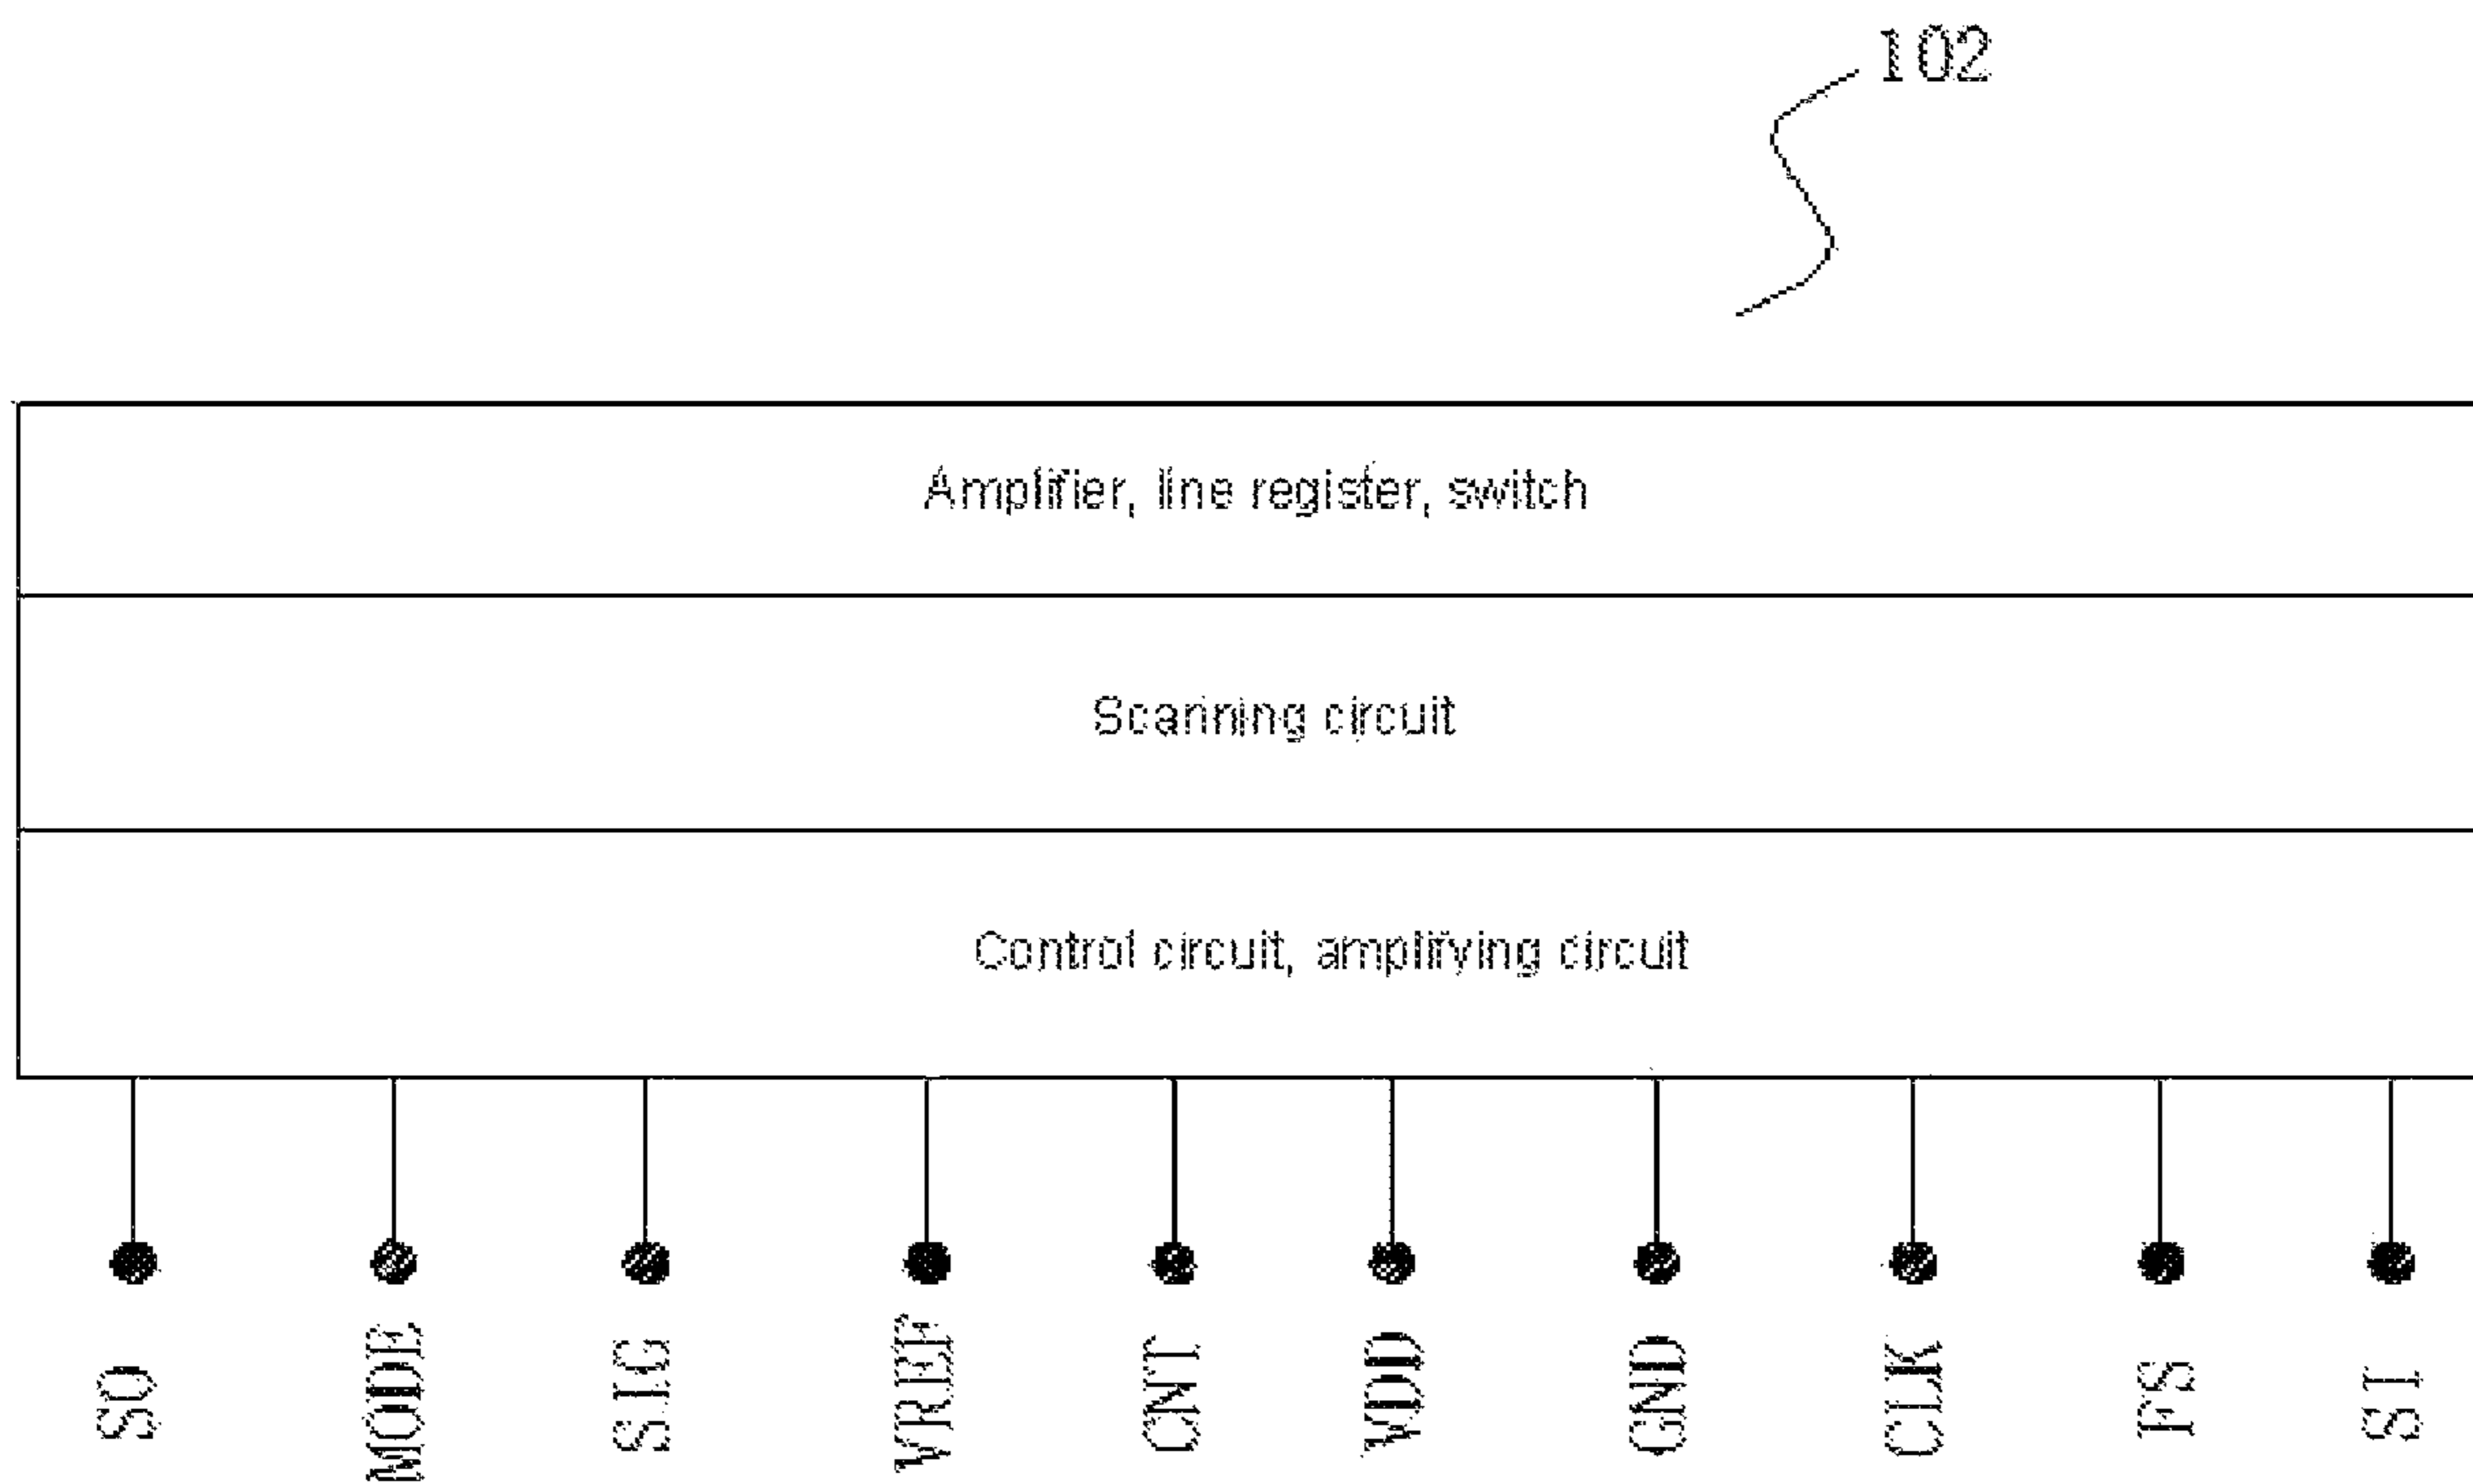 102
Amplifier, line register, switch
Scanning circuit
Control circuit, amplifying circuit
SO
MODE
SIG
VREF
CNT
VDD
GND
CLK
FS
SI